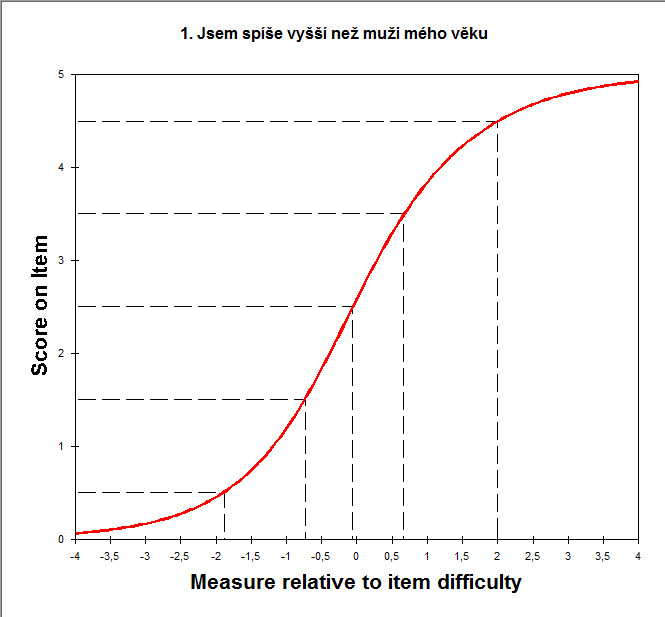 1. Jsem spíše vyšší než muži mého věku
5
4
3
2
1
0
Score on Item
-4 -3,5 -3 -2,5 -2 -1,5 -1 -0,5 0 0,5 1 1,5 2 2,5 3 3,5 4
Measure relative to item difficulty